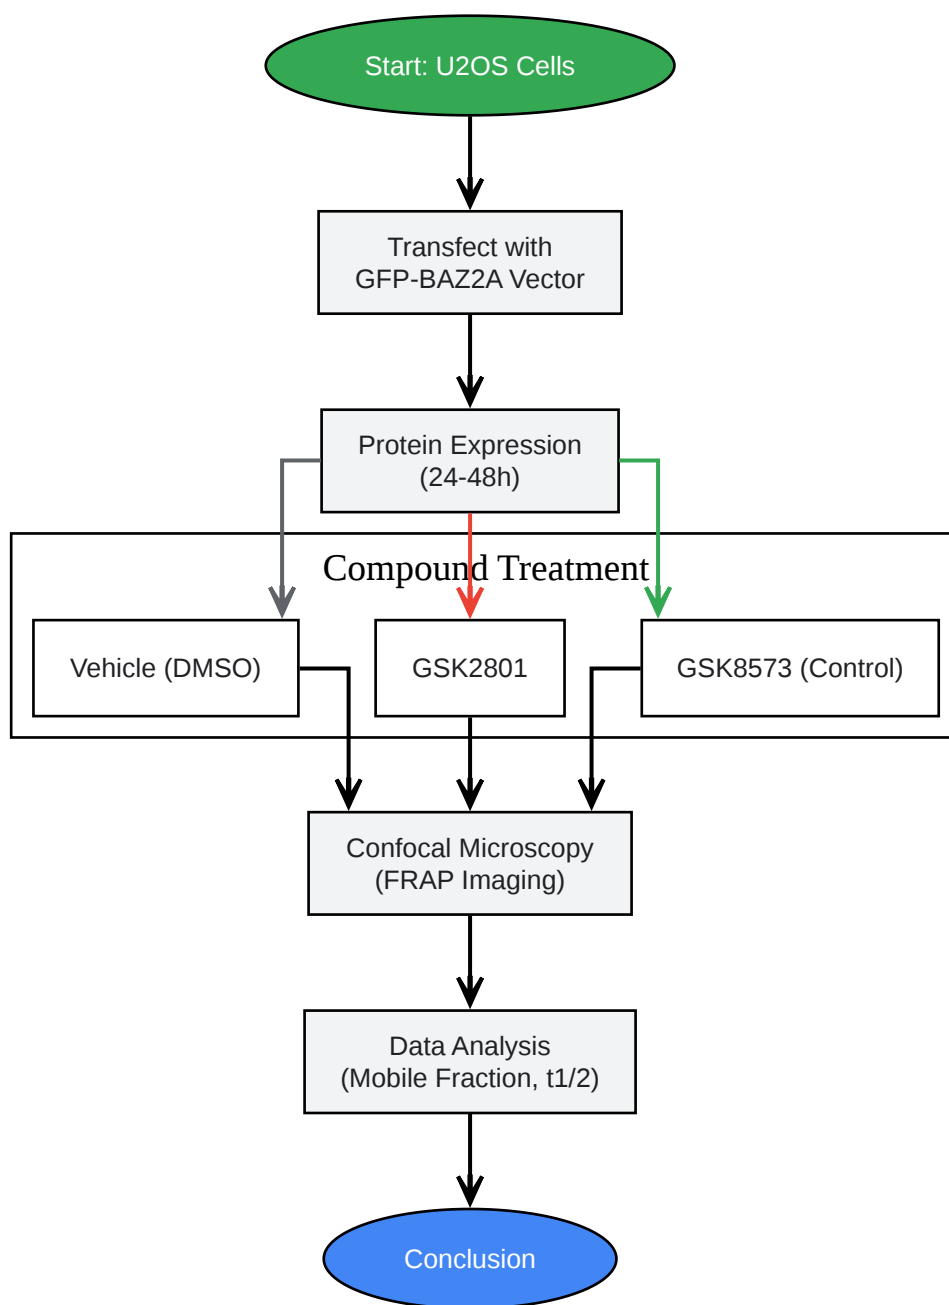 Start: U2OS Cells
Transfect with
GFP-BAZ2A Vector
Protein Expression
(24-48h)
Compound Treatment
Vehicle (DMSO)
GSK2801
GSK8573 (Control)
Confocal Microscopy
(FRAP Imaging)
Data Analysis
(Mobile Fraction, t1/2)
Conclusion